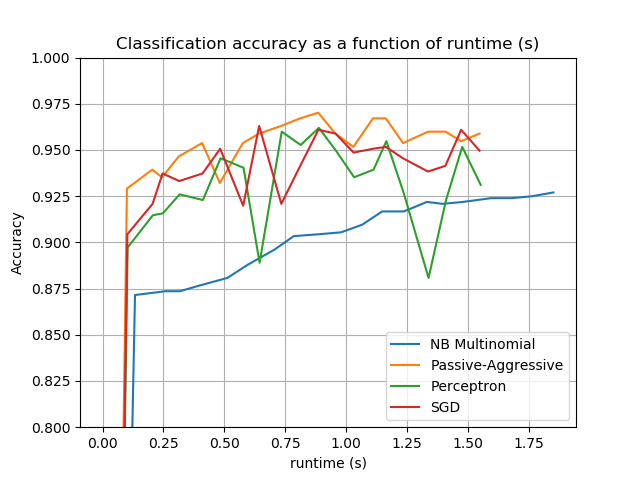 Classification accuracy as a function of runtime (s)
1.000
0.975
0.950
0.925
0.900
0.875
0.850
0.825
0.800
Accuracy
NB Multinomial
Passive-Aggressive
Perceptron
SGD
0.00 0.25 0.50 0.75 1.00 1.25 1.50 1.75
runtime (s)